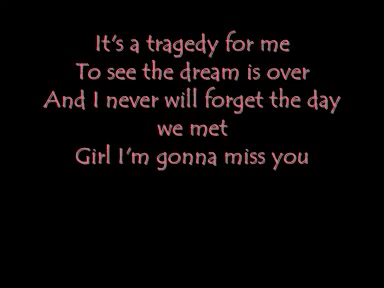 It's a tragedy for me
To see the dream is over
And I never will forget the day
we met
Girl I'm gonna miss you